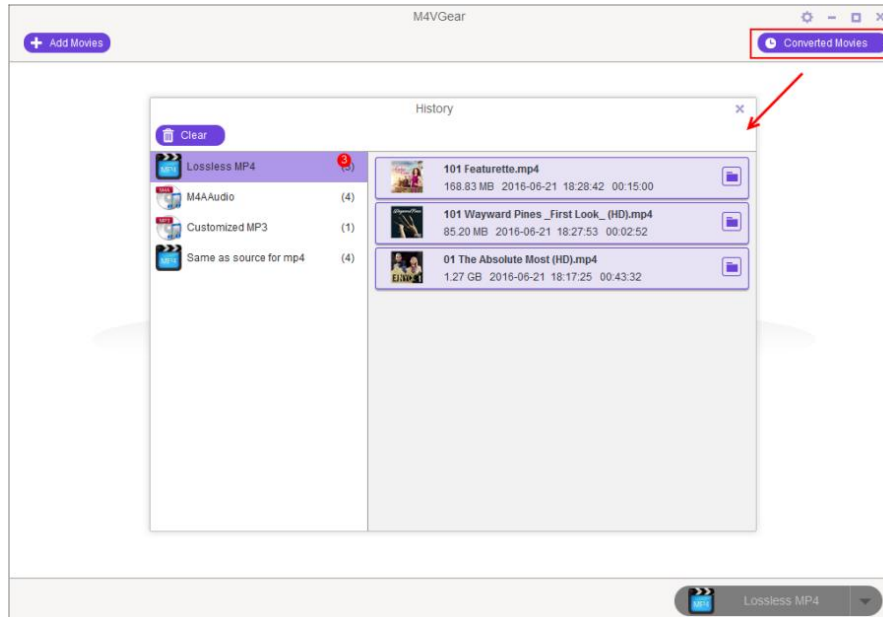 M4VGear
Add Movies
Converted Movies
History
Clear
Lossless MP4
3
M4AAudio (4)
Customized MP3 (1)
Same as source for mp4 (4)
101 Featurette.mp4
168.83 MB 2016-06-21 18:28:42 00:15:00
101 Wayward Pines _First Look_ (HD).mp4
85.20 MB 2016-06-21 18:27:53 00:02:52
01 The Absolute Most (HD).mp4
1.27 GB 2016-06-21 18:17:25 00:43:32
Lossless MP4